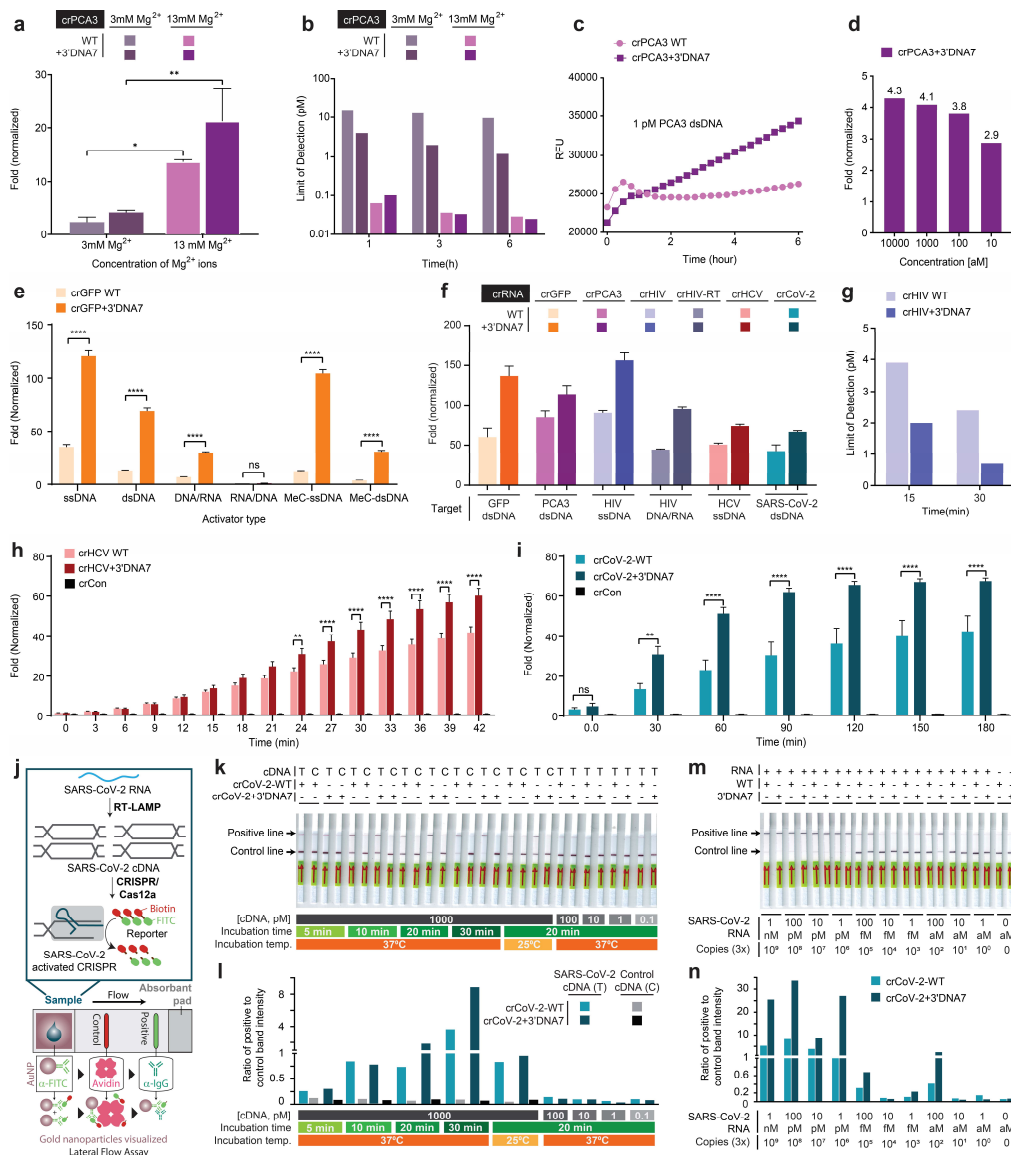 a
crPCA3 3mM Mg²⁺ 13mM Mg²⁺
WT
+3'DNA7
Fold (normalized)
30
20
10
0
*
**
3mM Mg²⁺ 13 mM Mg²⁺
Concentration of Mg²⁺ ions
b
crPCA3 3mM Mg²⁺ 13mM Mg²⁺
WT
+3'DNA7
Limit of Detection (pM)
100
10
1
0.1
0.01
1 3 6
Time(h)
c
crPCA3 WT
crPCA3+3'DNA7
RFU
40000
35000
30000
25000
20000
1 pM PCA3 dsDNA
0 2 4 6
Time (hour)
d
crPCA3+3'DNA7
Fold (normalized)
5
4
3
2
1
0
4.3 4.1 3.8 2.9
10000 1000 100 10
Concentration [aM]
e
crGFP WT
crGFP+3'DNA7
Fold (Normalized)
150
100
50
0
**** **** **** ns **** ****
ssDNA dsDNA DNA/RNA RNA/DNA MeC-ssDNA MeC-dsDNA
Activator type
f
crRNA crGFP crPCA3 crHIV crHIV-RT crHCV crCoV-2
WT
+3'DNA7
Fold (normalized)
200
150
100
50
0
Target
GFP PCA3 HIV HIV HCV SARS-CoV-2
dsDNA dsDNA ssDNA DNA/RNA ssDNA dsDNA
g
crHIV WT
crHIV+3'DNA7
Limit of Detection (pM)
5
4
3
2
1
0
15 30
Time(min)
h
crHCV WT
crHCV+3'DNA7
crCon
Fold (Normalized)
80
60
40
20
0
** **** **** **** **** **** ****
0 3 6 9 12 15 18 21 24 27 30 33 36 39 42
Time (min)
i
crCoV-2-WT
crCoV-2+3'DNA7
crCon
Fold (Normalized)
80
60
40
20
0
ns ** **** **** **** **** ****
0.0 30 60 90 120 150 180
Time (min)
j
SARS-CoV-2 RNA
RT-LAMP
SARS-CoV-2 cDNA
CRISPR/
Cas12a
Biotin
FITC
Reporter
SARS-CoV-2
activated CRISPR
Sample Flow Absorbant
pad
Control
Positive
AuNP
α-FITC Avidin α-IgG
Gold nanoparticles visualized
Lateral Flow Assay
k
cDNA T C T C T C T C T C T C T C T C T T T T T T
crCoV-2-WT
crCoV-2+3'DNA7
Positive line
Control line
[cDNA, pM] 1000 100 10 1 0.1
Incubation time 5 min 10 min 20 min 30 min 20 min
Incubation temp. 37ºC 25ºC 37ºC
l
SARS-CoV-2 Control
cDNA (T) cDNA (C)
crCoV-2-WT
crCoV-2+3'DNA7
Ratio of positive to
control band intensity
8
4
2
1
1
0.5
0
[cDNA, pM] 1000 100 10 1 0.1
Incubation time 5 min 10 min 20 min 30 min 20 min
Incubation temp. 37ºC 25ºC 37ºC
m
RNA
WT
3'DNA7
Positive line
Control line
SARS-CoV-2 1 100 10 1 100 10 1 100 10 1 0
RNA nM pM pM pM fM fM fM aM aM aM aM
Copies (3x) 10⁹ 10⁸ 10⁷ 10⁶ 10⁵ 10⁴ 10³ 10² 10¹ 10⁰ 0
n
crCoV-2-WT
crCoV-2+3'DNA7
Ratio of positive to
control band intensity
30
25
20
15
10
5
1
1
0.6
0.2
0
SARS-CoV-2 1 100 10 1 100 10 1 100 10 1 0
RNA nM pM pM pM fM fM fM aM aM aM aM
Copies (3x) 10⁹ 10⁸ 10⁷ 10⁶ 10⁵ 10⁴ 10³ 10² 10¹ 10⁰ 0